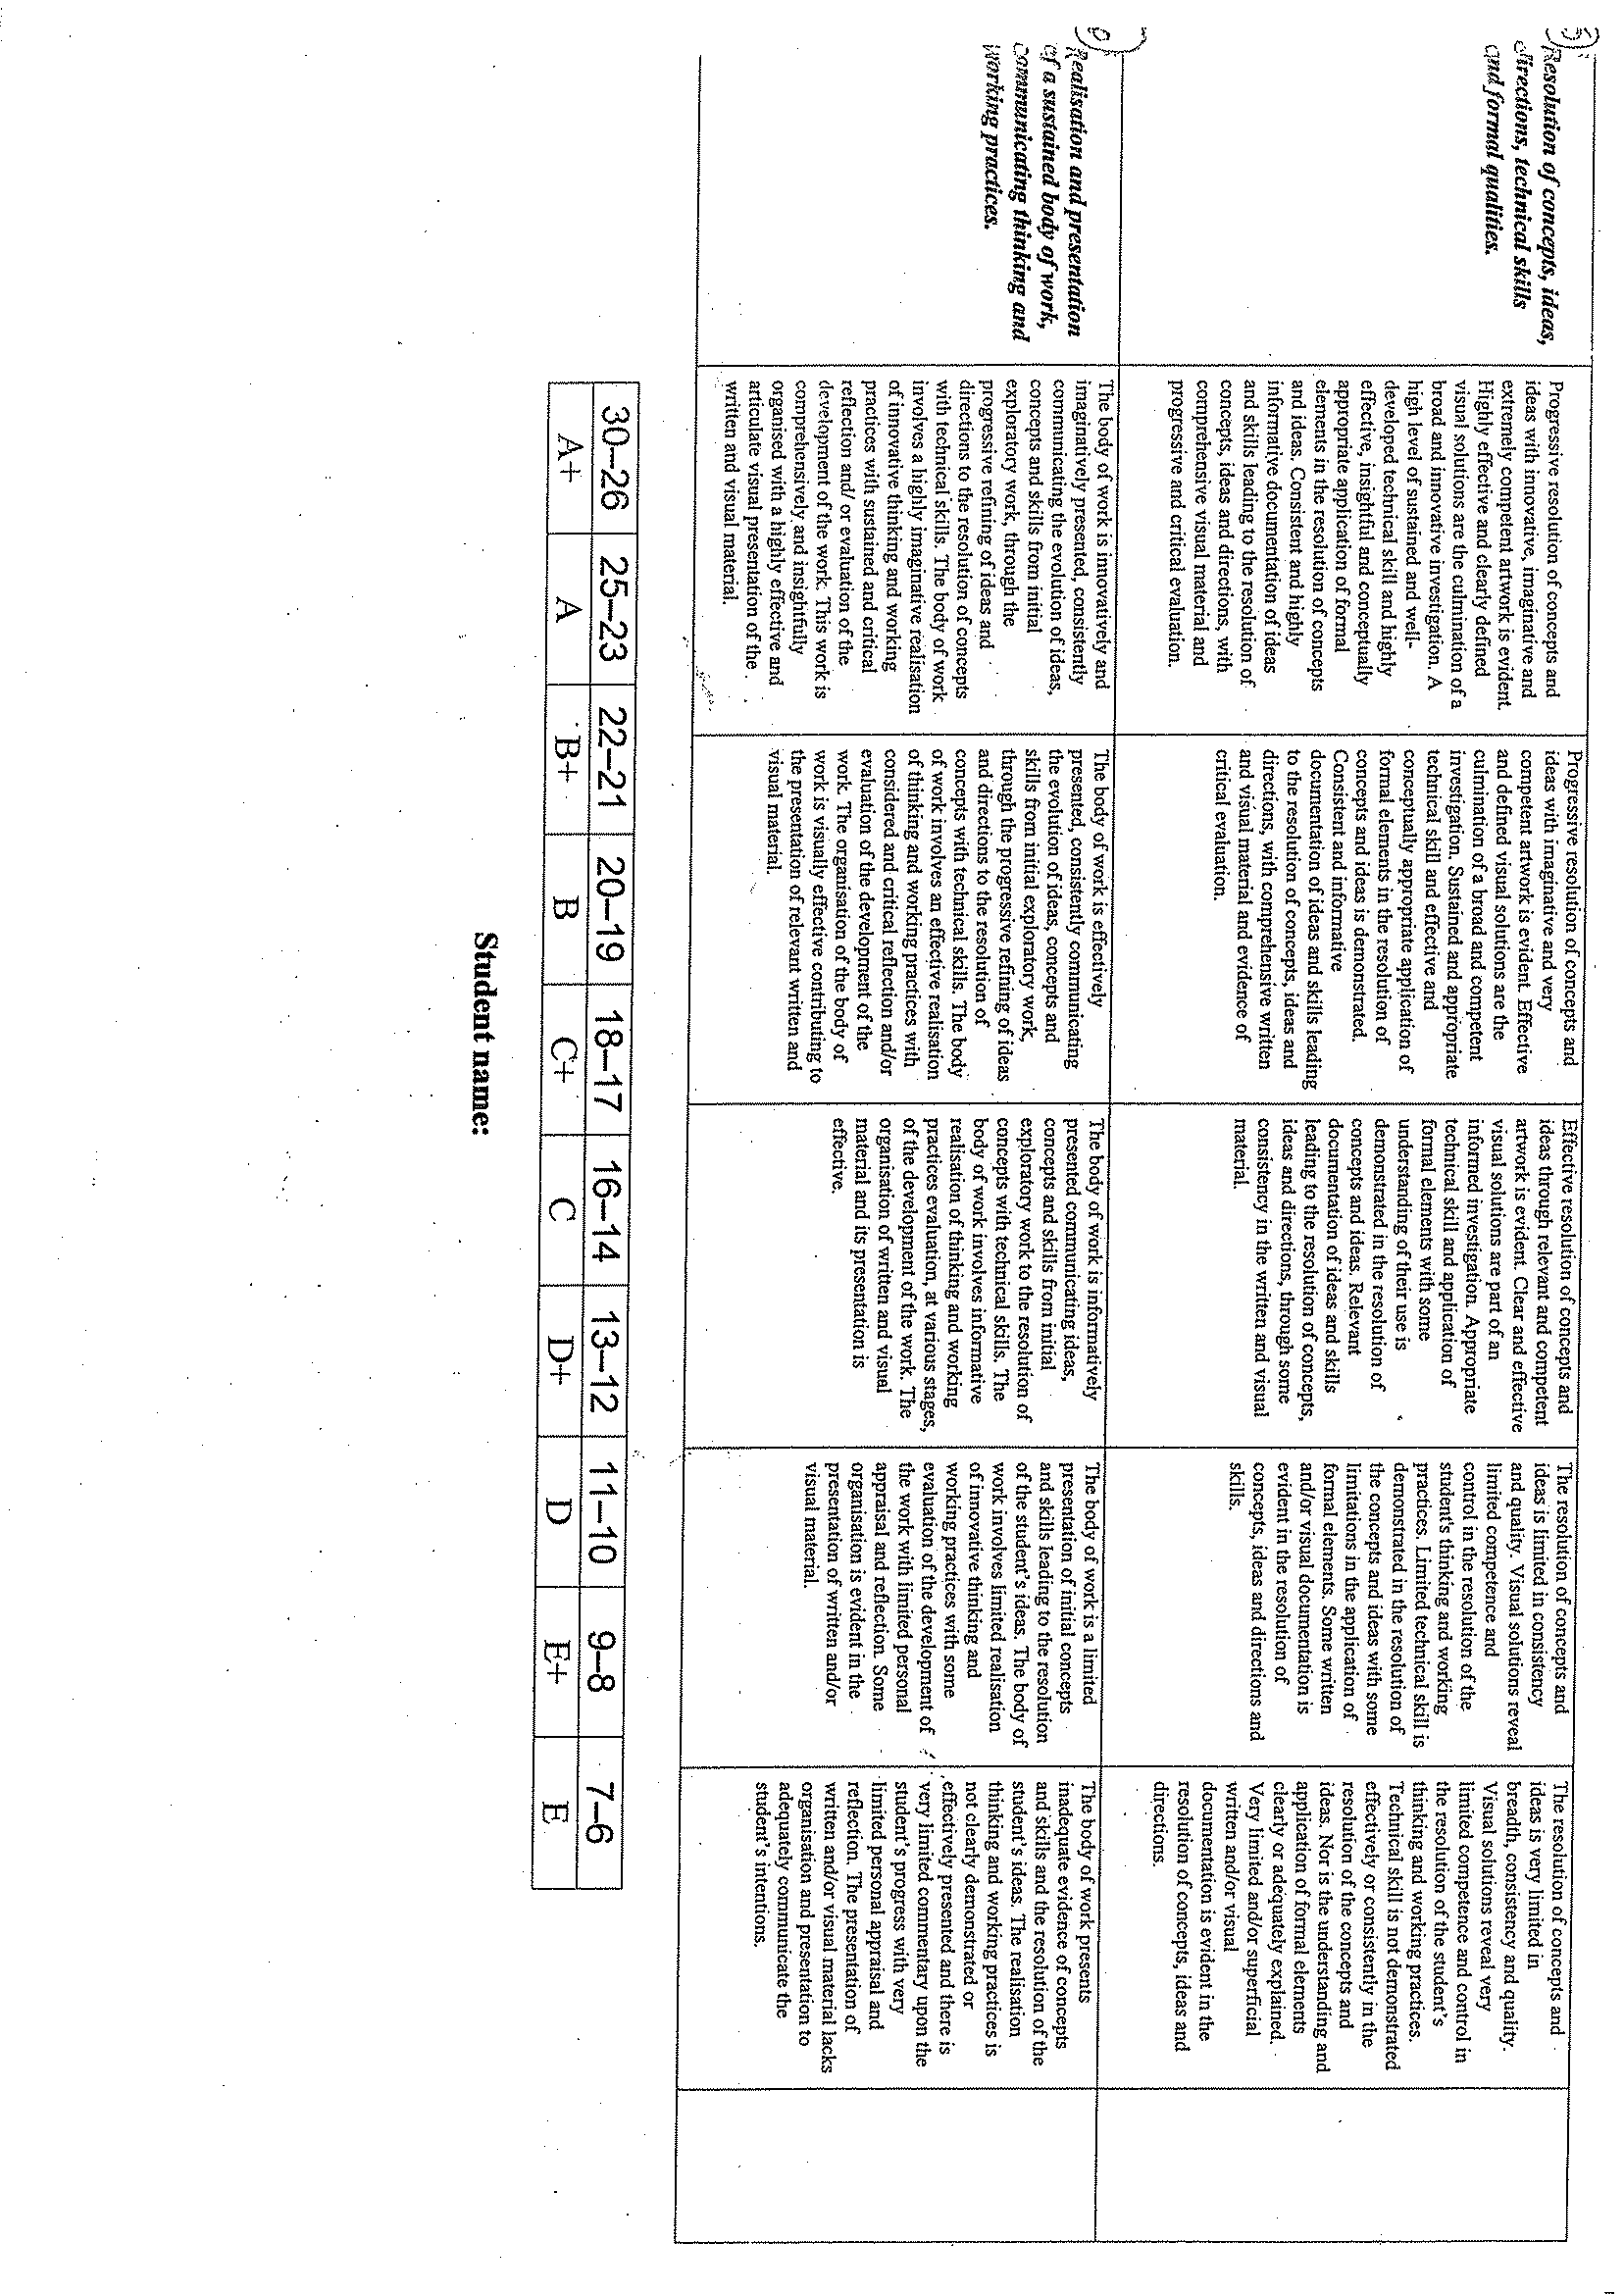 5) Resolution of concepts, ideas,
directions, technical skills
and formal qualities.
Progressive resolution of concepts and
ideas with innovative, imaginative and
extremely competent artwork is evident.
Highly effective and clearly defined
visual solutions are the culmination of a
broad and innovative investigation. A
high level of sustained and well-
developed technical skill and highly
effective, insightful and conceptually
appropriate application of formal
elements in the resolution of concepts
and ideas. Consistent and highly
informative documentation of ideas
and skills leading to the resolution of
concepts, ideas and directions, with
comprehensive visual material and
progressive and critical evaluation.
Progressive resolution of concepts and
ideas with imaginative and very
competent artwork is evident. Effective
and defined visual solutions are the
culmination of a broad and competent
investigation. Sustained and appropriate
technical skill and effective and
conceptually appropriate application of
formal elements in the resolution of
concepts and ideas is demonstrated.
Consistent and informative
documentation of ideas and skills leading
to the resolution of concepts, ideas and
directions, with comprehensive written
and visual material and evidence of
critical evaluation.
Effective resolution of concepts and
ideas through relevant and competent
artwork is evident. Clear and effective
visual solutions are part of an
informed investigation. Appropriate
technical skill and application of
formal elements with some
understanding of their use is
demonstrated in the resolution of
concepts and ideas. Relevant
documentation of ideas and skills
leading to the resolution of concepts,
ideas and directions, through some
consistency in the written and visual
material.
The resolution of concepts and
ideas is limited in consistency
and quality. Visual solutions reveal
limited competence and
control in the resolution of the
student's thinking and working
practices. Limited technical skill is
demonstrated in the resolution of
the concepts and ideas with some
limitations in the application of
formal elements. Some written
and/or visual documentation is
evident in the resolution of
concepts, ideas and directions and
skills.
The resolution of concepts and
ideas is very limited in
breadth, consistency and quality.
Visual solutions reveal very
limited competence and control in
the resolution of the student's
thinking and working practices.
Technical skill is not demonstrated
effectively or consistently in the
resolution of the concepts and
ideas. Nor is the understanding and
application of formal elements
clearly or adequately explained.
Very limited and/or superficial
written and/or visual
documentation is evident in the
resolution of concepts, ideas and
directions.
Realisation and presentation
of a sustained body of work,
communicating thinking and
working practices.
The body of work is innovatively and
imaginatively presented, consistently
communicating the evolution of ideas,
concepts and skills from initial
exploratory work, through the
progressive refining of ideas and
directions to the resolution of concepts
with technical skills. The body of work
involves a highly imaginative realisation
of innovative thinking and working
practices with sustained and critical
reflection and/ or evaluation of the
development of the work. This work is
comprehensively and insightfully
organised with a highly effective and
articulate visual presentation of the
written and visual material.
The body of work is effectively
presented, consistently communicating
the evolution of ideas, concepts and
skills from initial exploratory work,
through the progressive refining of ideas
and directions to the resolution of
concepts with technical skills. The body
of work involves an effective realisation
of thinking and working practices with
considered and critical reflection and/or
evaluation of the development of the
work. The organisation of the body of
work is visually effective contributing to
the presentation of relevant written and
visual material.
The body of work is informatively
presented communicating ideas,
concepts and skills from initial
exploratory work to the resolution of
concepts with technical skills. The
body of work involves informative
realisation of thinking and working
practices evaluation, at various stages,
of the development of the work. The
organisation of written and visual
material and its presentation is
effective.
The body of work is a limited
presentation of initial concepts
and skills leading to the resolution
of the student's ideas. The body of
work involves limited realisation
of innovative thinking and
working practices with some
evaluation of the development of
the work with limited personal
appraisal and reflection. Some
organisation is evident in the
presentation of written and/or
visual material.
The body of work presents
inadequate evidence of concepts
and skills and the resolution of the
student's ideas. The realisation
thinking and working practices is
not clearly demonstrated or
effectively presented and there is
very limited commentary upon the
student's progress with very
limited personal appraisal and
reflection. The presentation of
written and/or visual material lacks
organisation and presentation to
adequately communicate the
student's intentions.
30–26 25–23 22–21 20–19 18–17 16–14 13–12 11–10 9–8 7–6
A+ A B+ B C+ C D+ D E+ E
Student name: